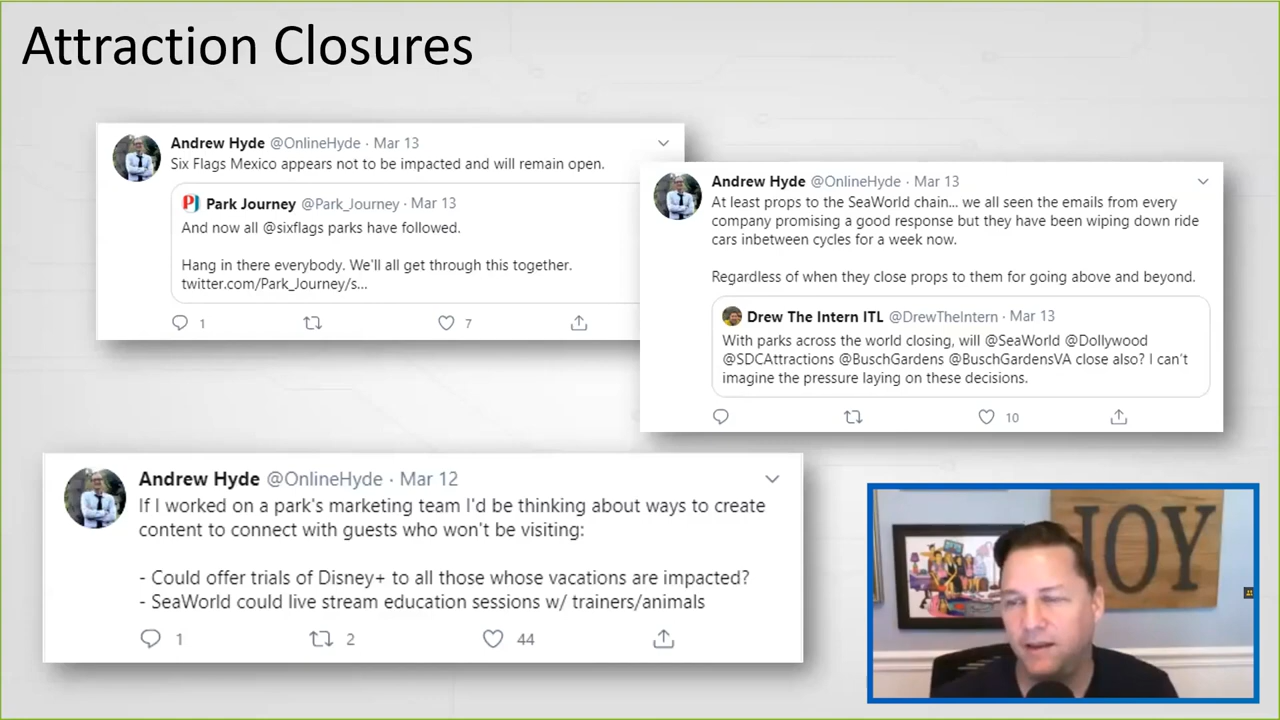 Attraction Closures
Andrew Hyde @OnlineHyde · Mar 13
Six Flags Mexico appears not to be impacted and will remain open.
Park Journey @Park_Journey · Mar 13
And now all @sixflags parks have followed.
Hang in there everybody. We'll all get through this together.
twitter.com/Park_Journey/s...
1
7
Andrew Hyde @OnlineHyde · Mar 13
At least props to the SeaWorld chain... we all seen the emails from every
company promising a good response but they have been wiping down ride
cars inbetween cycles for a week now.
Regardless of when they close props to them for going above and beyond.
Drew The Intern ITL @DrewTheIntern · Mar 13
With parks across the world closing, will @SeaWorld @Dollywood
@SDCAttractions @BuschGardens @BuschGardensVA close also? I can't
imagine the pressure laying on these decisions.
10
Andrew Hyde @OnlineHyde · Mar 12
If I worked on a park's marketing team I'd be thinking about ways to create
content to connect with guests who won't be visiting:
- Could offer trials of Disney+ to all those whose vacations are impacted?
- SeaWorld could live stream education sessions w/ trainers/animals
1 2 44
JOY